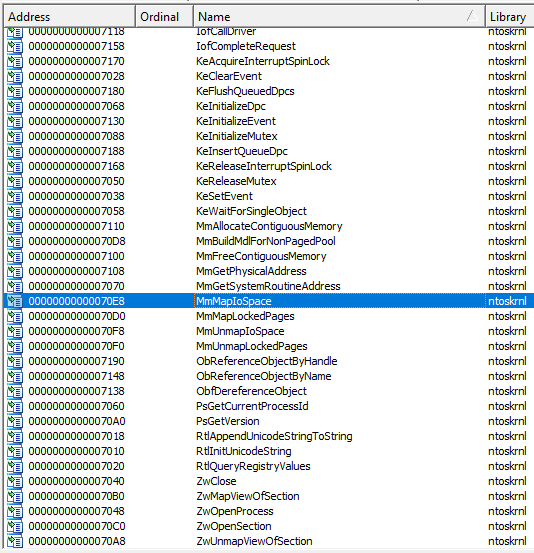 Address Ordinal Name Library
0000000000007118 IofCallDriver ntoskrnl
0000000000007158 IofCompleteRequest ntoskrnl
0000000000007170 KeAcquireInterruptSpinLock ntoskrnl
0000000000007028 KeClearEvent ntoskrnl
0000000000007180 KeFlushQueuedDpcs ntoskrnl
0000000000007068 KeInitializeDpc ntoskrnl
0000000000007130 KeInitializeEvent ntoskrnl
0000000000007088 KeInitializeMutex ntoskrnl
0000000000007188 KeInsertQueueDpc ntoskrnl
0000000000007168 KeReleaseInterruptSpinLock ntoskrnl
0000000000007050 KeReleaseMutex ntoskrnl
0000000000007038 KeSetEvent ntoskrnl
0000000000007058 KeWaitForSingleObject ntoskrnl
0000000000007110 MmAllocateContiguousMemory ntoskrnl
00000000000070D8 MmBuildMdlForNonPagedPool ntoskrnl
0000000000007100 MmFreeContiguousMemory ntoskrnl
0000000000007108 MmGetPhysicalAddress ntoskrnl
0000000000007070 MmGetSystemRoutineAddress ntoskrnl
00000000000070E8 MmMapIoSpace ntoskrnl
00000000000070D0 MmMapLockedPages ntoskrnl
00000000000070F8 MmUnmapIoSpace ntoskrnl
00000000000070F0 MmUnmapLockedPages ntoskrnl
0000000000007190 ObReferenceObjectByHandle ntoskrnl
0000000000007148 ObReferenceObjectByName ntoskrnl
0000000000007138 ObfDereferenceObject ntoskrnl
0000000000007060 PsGetCurrentProcessId ntoskrnl
00000000000070A0 PsGetVersion ntoskrnl
0000000000007018 RtlAppendUnicodeStringToString ntoskrnl
0000000000007010 RtlInitUnicodeString ntoskrnl
0000000000007020 RtlQueryRegistryValues ntoskrnl
0000000000007040 ZwClose ntoskrnl
00000000000070B0 ZwMapViewOfSection ntoskrnl
0000000000007048 ZwOpenProcess ntoskrnl
00000000000070C0 ZwOpenSection ntoskrnl
00000000000070A8 ZwUnmapViewOfSection ntoskrnl